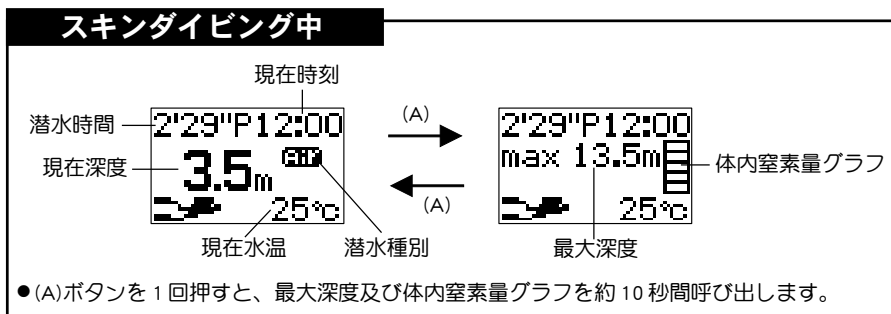 スキンダイビング中
現在時刻
潜水時間
2'29"P12:00
(A)
2'29"P12:00
現在深度
3.5m
Air
max 13.5m
体内窒素量グラフ
(A)
25℃
25℃
現在水温
潜水種別
最大深度
●(A)ボタンを1回押すと、最大深度及び体内窒素量グラフを約10秒間呼び出します。